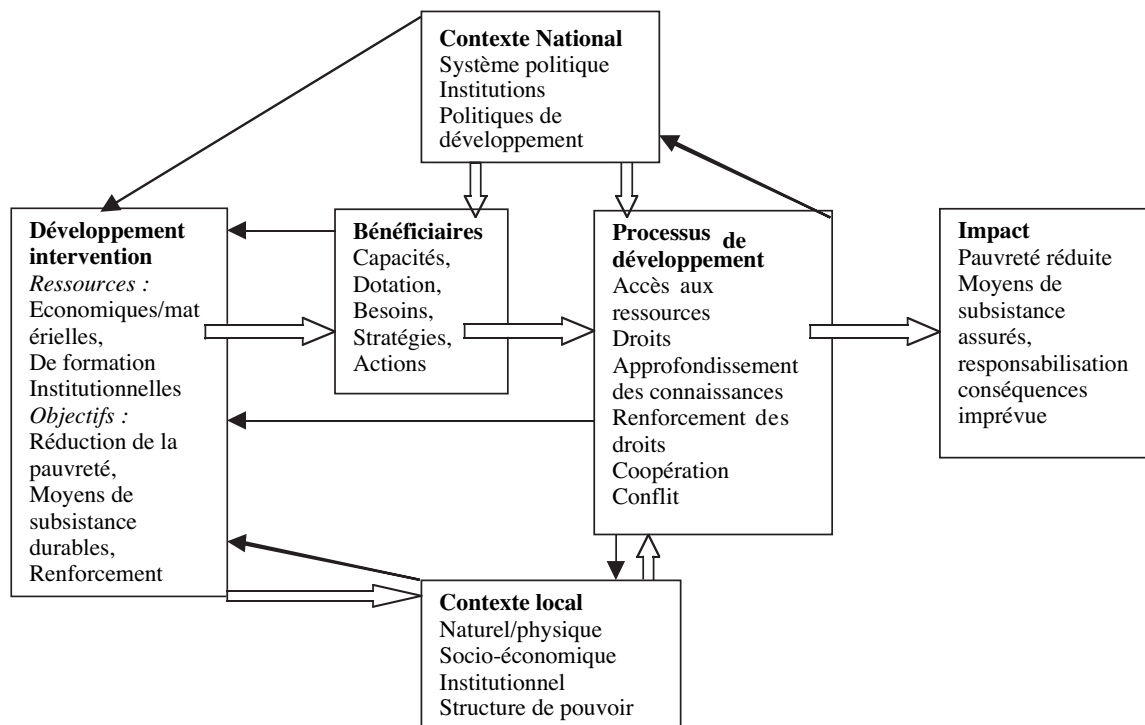 Contexte National
Système politique
Institutions
Politiques de
développement
Développement
intervention
Ressources :
Economiques/mat
érielles,
De formation
Institutionnelles
Objectifs :
Réduction de la
pauvreté,
Moyens de
subsistance
durables,
Renforcement
Bénéficiaires
Capacités,
Dotation,
Besoins,
Stratégies,
Actions
Processus de
développement
Accès aux
ressources
Droits
Approfondissement
des connaissances
Renforcement des
droits
Coopération
Conflit
Impact
Pauvreté réduite
Moyens de
subsistance
assurés,
responsabilisation
conséquences
imprévue
Contexte local
Naturel/physique
Socio-économique
Institutionnel
Structure de pouvoir